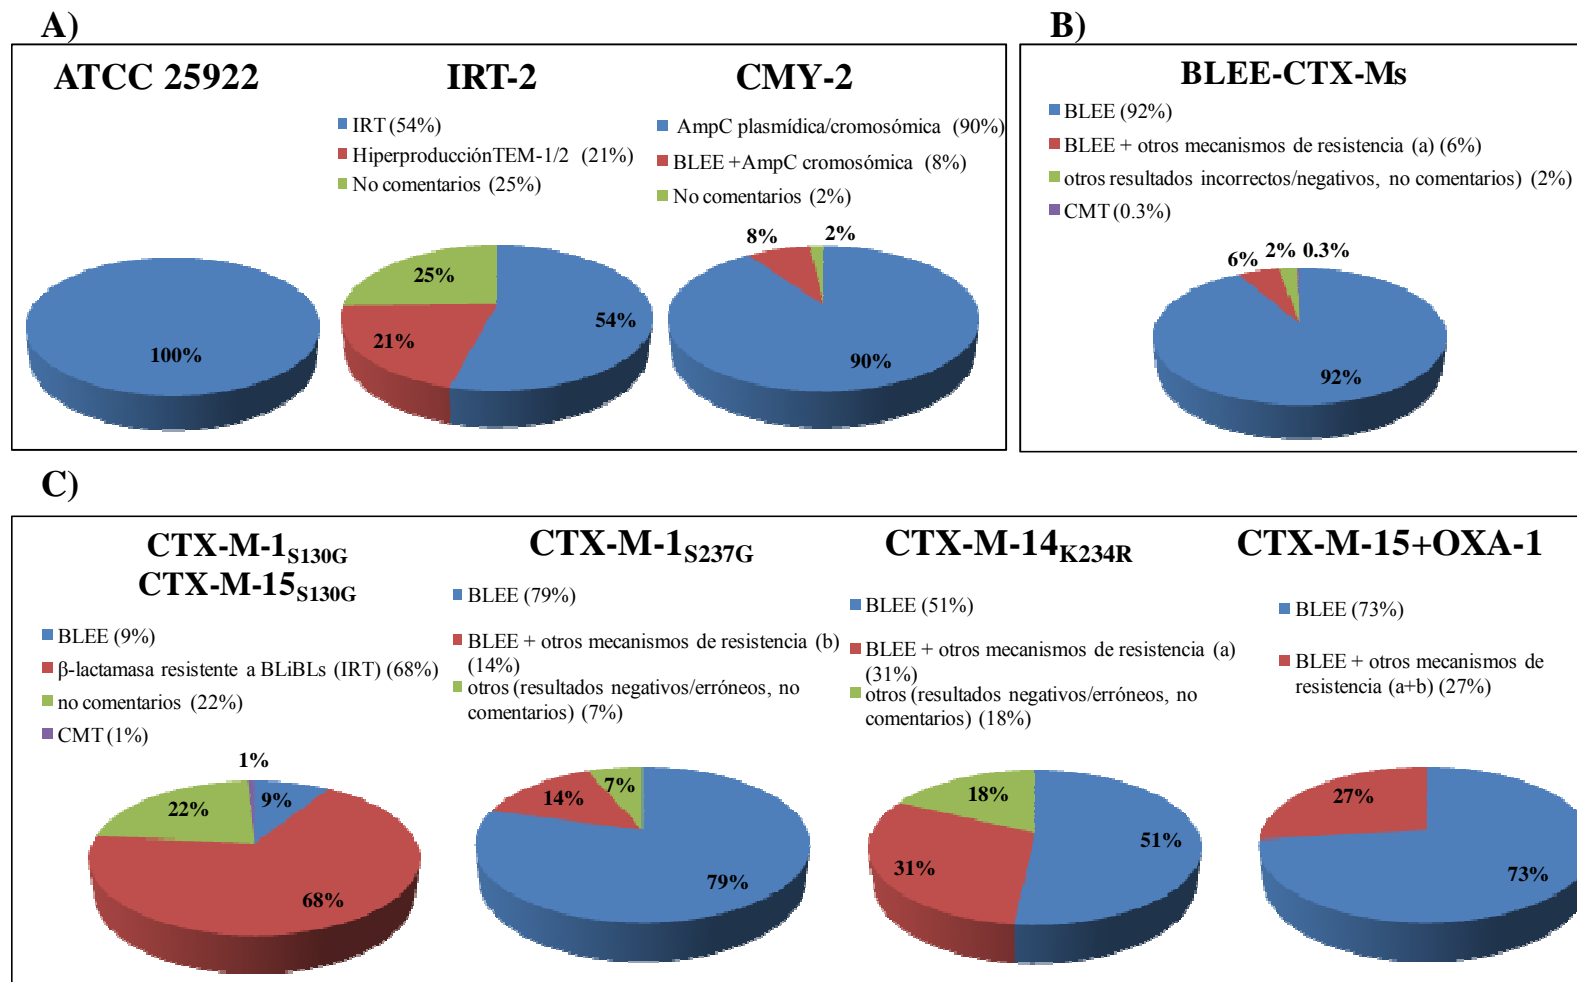 A)
ATCC 25922
100%
IRT-2
IRT (54%)
HiperproducciónTEM-1/2 (21%)
No comentarios (25%)
25%
54%
21%
CMY-2
AmpC plasmídica/cromosómica (90%)
BLEE +AmpC cromosómica (8%)
No comentarios (2%)
8%
2%
90%
B)
BLEE-CTX-Ms
BLEE (92%)
BLEE + otros mecanismos de resistencia (a) (6%)
otros resultados incorrectos/negativos, no comentarios) (2%)
CMT (0.3%)
6%
2%
0.3%
92%
C)
CTX-M-1S130G
CTX-M-15S130G
BLEE (9%)
β-lactamasa resistente a BLiBLs (IRT) (68%)
no comentarios (22%)
CMT (1%)
1%
9%
22%
68%
CTX-M-1S237G
BLEE (79%)
BLEE + otros mecanismos de resistencia (b)
(14%)
otros (resultados negativos/erróneos, no
comentarios) (7%)
7%
14%
79%
CTX-M-14K234R
BLEE (51%)
BLEE + otros mecanismos de resistencia (a)
(31%)
otros (resultados negativos/erróneos, no
comentarios) (18%)
18%
51%
31%
CTX-M-15+OXA-1
BLEE (73%)
BLEE + otros mecanismos de
resistencia (a+b) (27%)
27%
73%